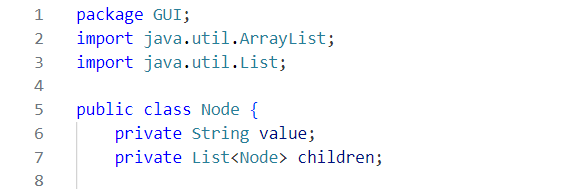 1 package GUI;
2 import java.util.ArrayList;
3 import java.util.List;
4
5 public class Node {
6 private String value;
7 private List<Node> children;
8